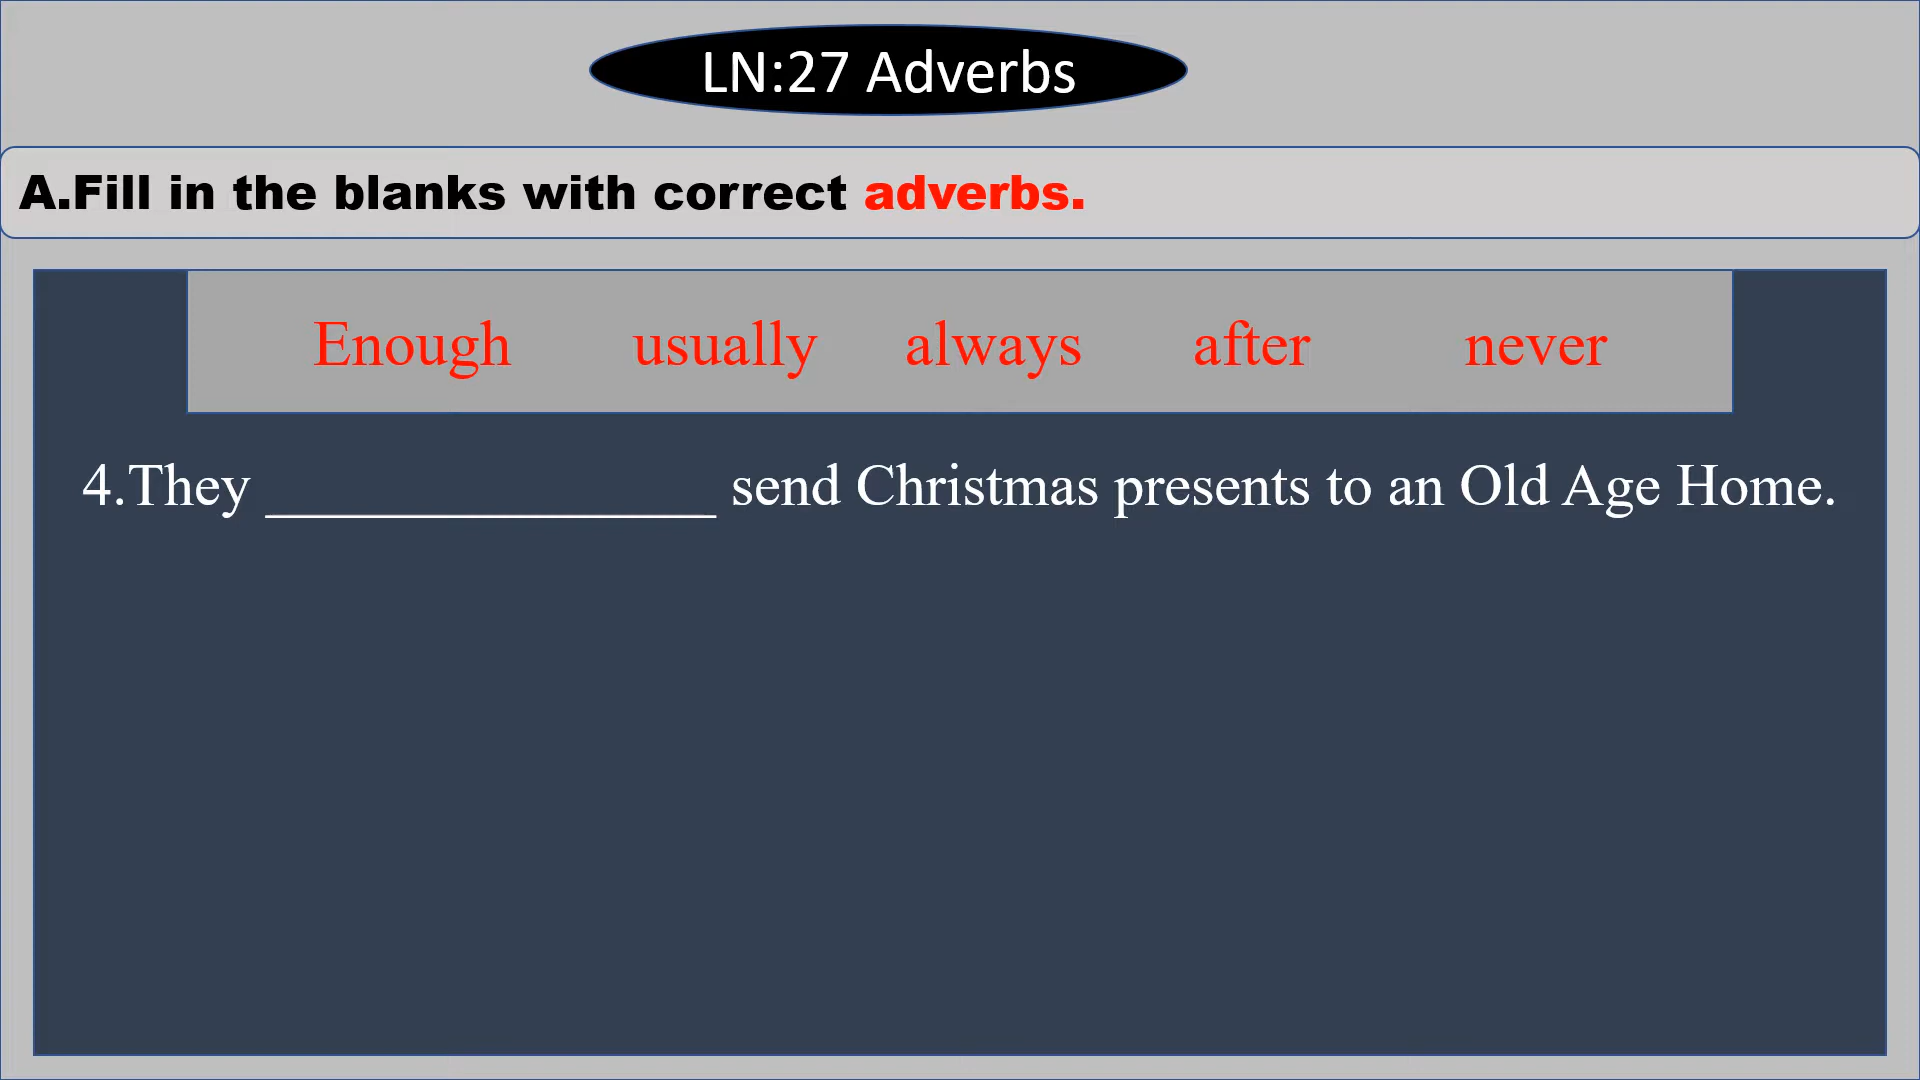 LN:27 Adverbs
A.Fill in the blanks with correct adverbs.
Enough usually always after never
4.They _______________ send Christmas presents to an Old Age Home.